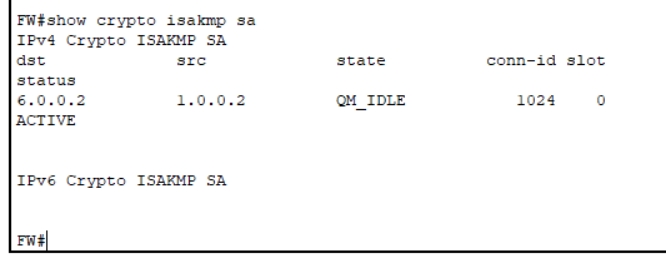 FW#show crypto isakmp sa
IPv4 Crypto ISAKMP SA
dst             src             state          conn-id slot
status
6.0.0.2         1.0.0.2         QM_IDLE           1024    0
ACTIVE
IPv6 Crypto ISAKMP SA
FW#